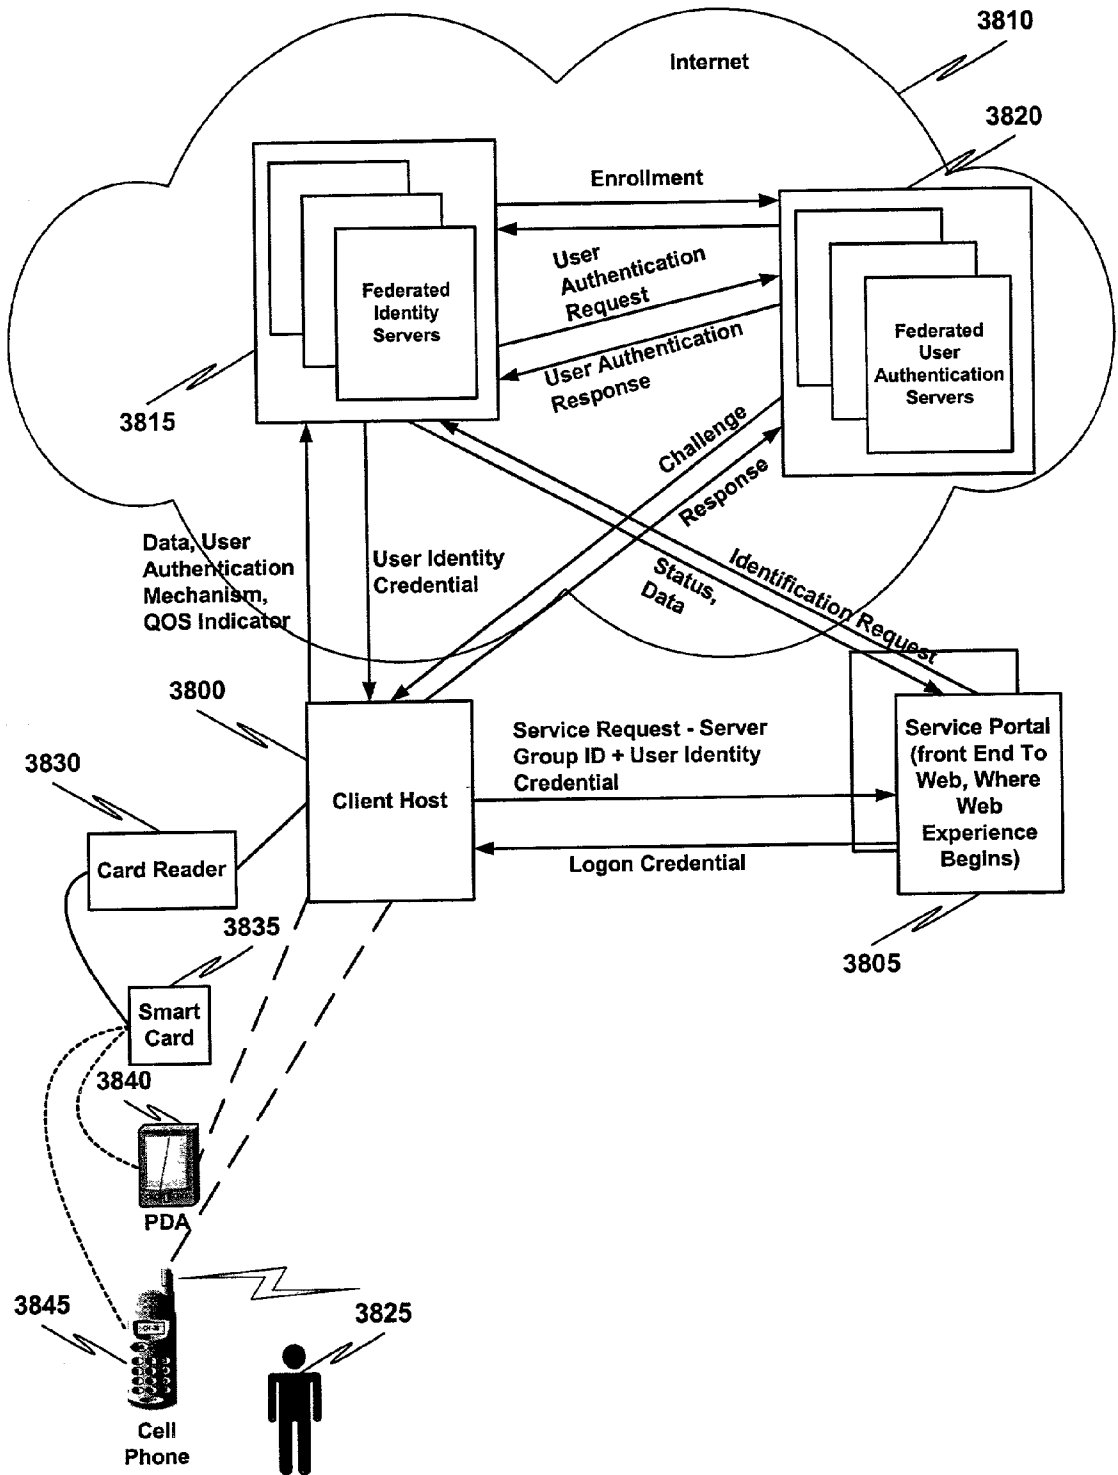 3810
Internet
3820
Enrollment
User
Authentication
Request
Federated
Identity
Servers
User Authentication
Response
Federated
User
Authentication
Servers
3815
Challenge
Response
Data, User
Authentication
Mechanism,
QOS Indicator
User Identity
Credential
Status,
Data
Identification Request
3800
Service Request - Server
Group ID + User Identity
Credential
Service Portal
(front End To
Web, Where
Web
Experience
Begins)
3830
Client Host
Card Reader
Logon Credential
3835
3805
Smart
Card
3840
PDA
3845
3825
Cell
Phone